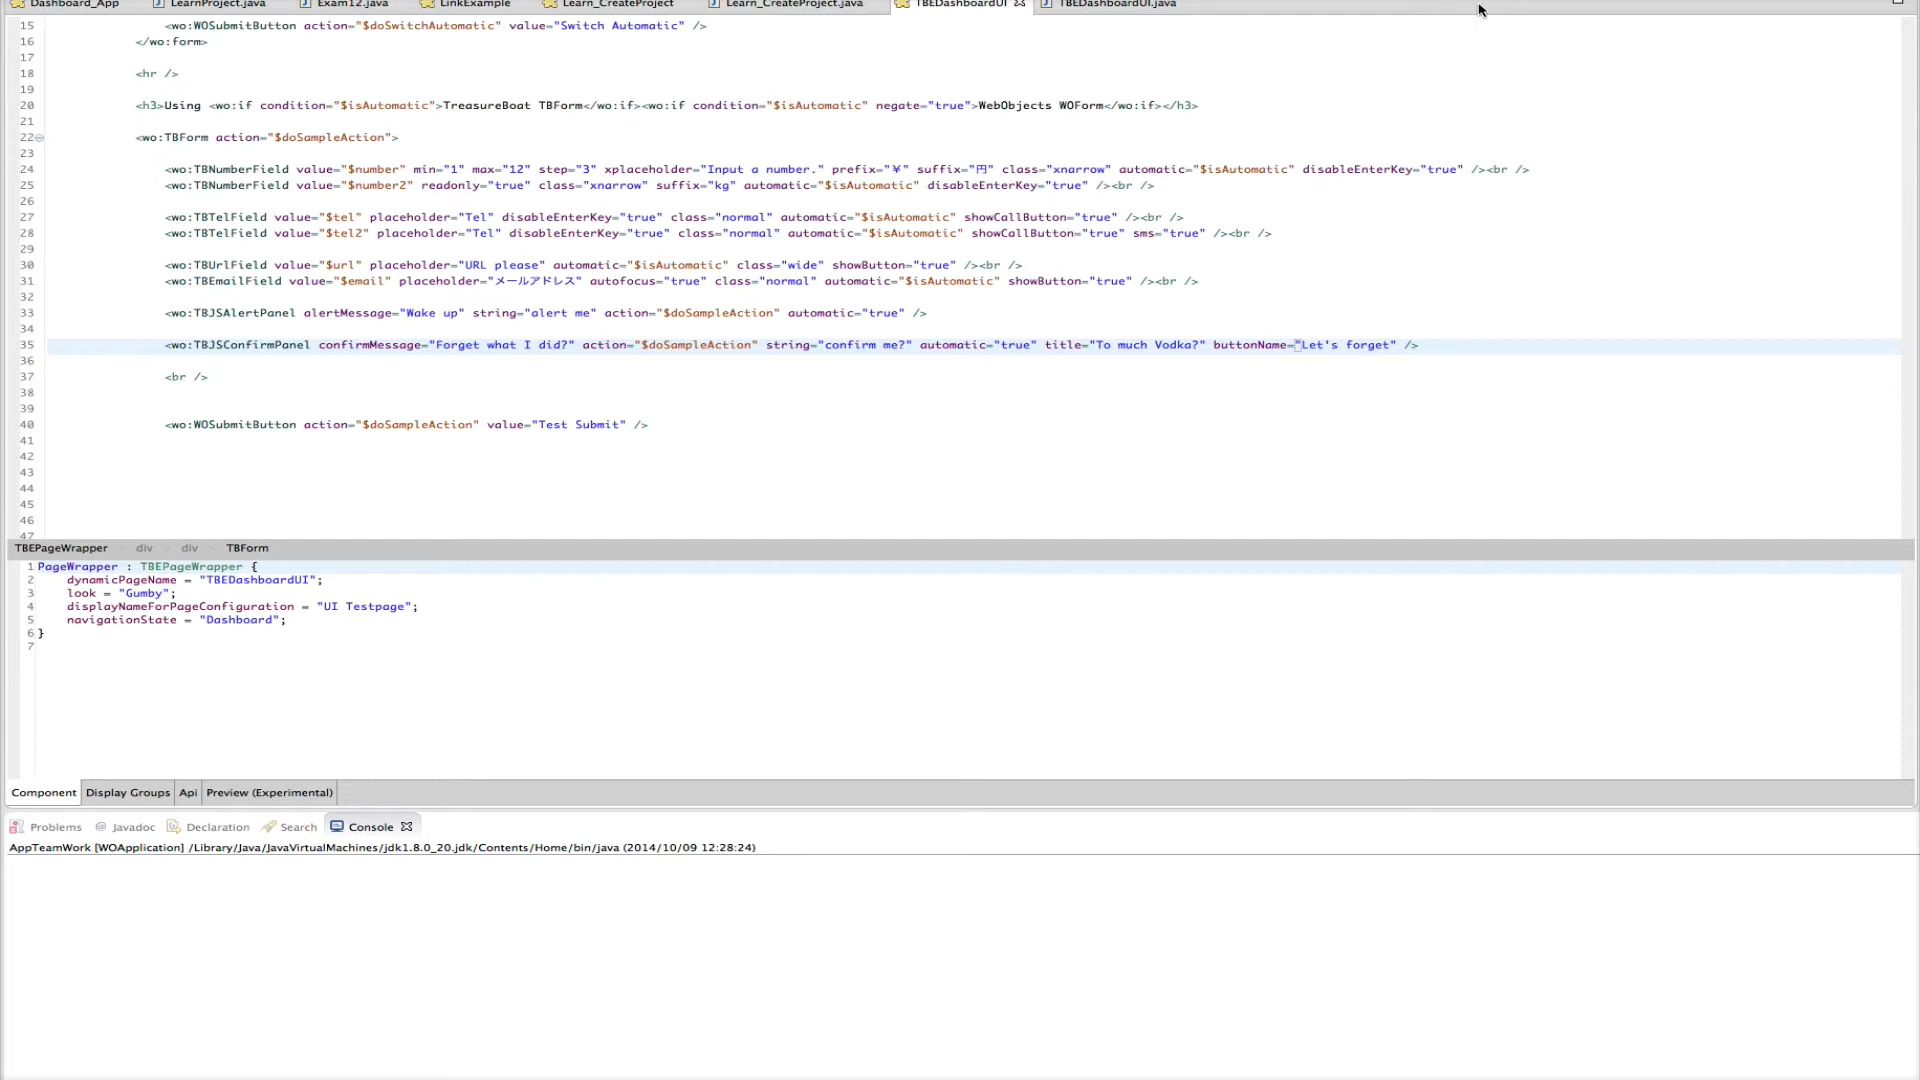 Dashboard_App LearnProject.java Exam12.java LinkExample Learn_CreateProject Learn_CreateProject.java TBEDashboardUI TBEDashboardUI.java
15 <wo:WOSubmitButton action="$doSwitchAutomatic" value="Switch Automatic" />
16 </wo:form>
17
18 <hr />
19
20 <h3>Using <wo:if condition="$isAutomatic">TreasureBoat TBForm</wo:if><wo:if condition="$isAutomatic" negate="true">WebObjects WOForm</wo:if></h3>
21
22 <wo:TBForm action="$doSampleAction">
23
24 <wo:TBNumberField value="$number" min="1" max="12" step="3" xplaceholder="Input a number." prefix="¥" suffix="円" class="xnarrow" automatic="$isAutomatic" disableEnterKey="true" /><br />
25 <wo:TBNumberField value="$number2" readonly="true" class="xnarrow" suffix="kg" automatic="$isAutomatic" disableEnterKey="true" /><br />
26
27 <wo:TBTelField value="$tel" placeholder="Tel" disableEnterKey="true" class="normal" automatic="$isAutomatic" showCallButton="true" /><br />
28 <wo:TBTelField value="$tel2" placeholder="Tel" disableEnterKey="true" class="normal" automatic="$isAutomatic" showCallButton="true" sms="true" /><br />
29
30 <wo:TBUrlField value="$url" placeholder="URL please" automatic="$isAutomatic" class="wide" showButton="true" /><br />
31 <wo:TBEmailField value="$email" placeholder="メールアドレス" autofocus="true" class="normal" automatic="$isAutomatic" showButton="true" /><br />
32
33 <wo:TBJSAlertPanel alertMessage="Wake up" string="alert me" action="$doSampleAction" automatic="true" />
34
35 <wo:TBJSConfirmPanel confirmMessage="Forget what I did?" action="$doSampleAction" string="confirm me?" automatic="true" title="To much Vodka?" buttonName="Let's forget" />
36
37 <br />
38
39
40 <wo:WOSubmitButton action="$doSampleAction" value="Test Submit" />
41
42
43
44
45
46
47
TBEPageWrapper div div TBForm
1 PageWrapper : TBEPageWrapper {
2 dynamicPageName = "TBEDashboardUI";
3 look = "Gumby";
4 displayNameForPageConfiguration = "UI Testpage";
5 navigationState = "Dashboard";
6 }
7
Component Display Groups Api Preview (Experimental)
Problems @ Javadoc Declaration Search Console
AppTeamWork [WOApplication] /Library/Java/JavaVirtualMachines/jdk1.8.0_20.jdk/Contents/Home/bin/java (2014/10/09 12:28:24)